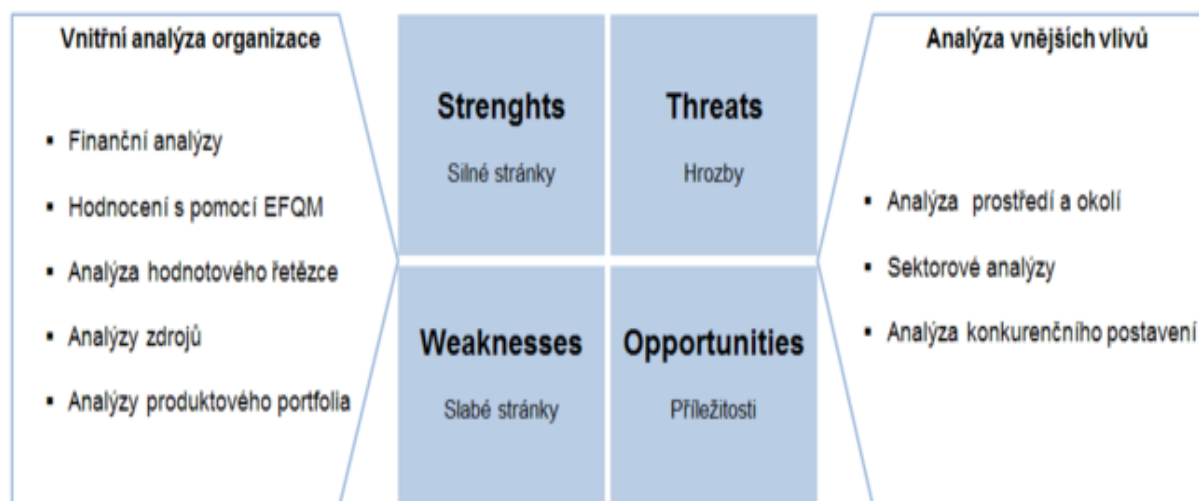 Vnitřní analýza organizace
▪ Finanční analýzy
▪ Hodnocení s pomocí EFQM
▪ Analýza hodnotového řetězce
▪ Analýzy zdrojů
▪ Analýzy produktového portfolia
Strenghts
Silné stránky
Threats
Hrozby
Weaknesses
Slabé stránky
Opportunities
Příležitosti
Analýza vnějších vlivů
▪ Analýza prostředí a okolí
▪ Sektorové analýzy
▪ Analýza konkurenčního postavení